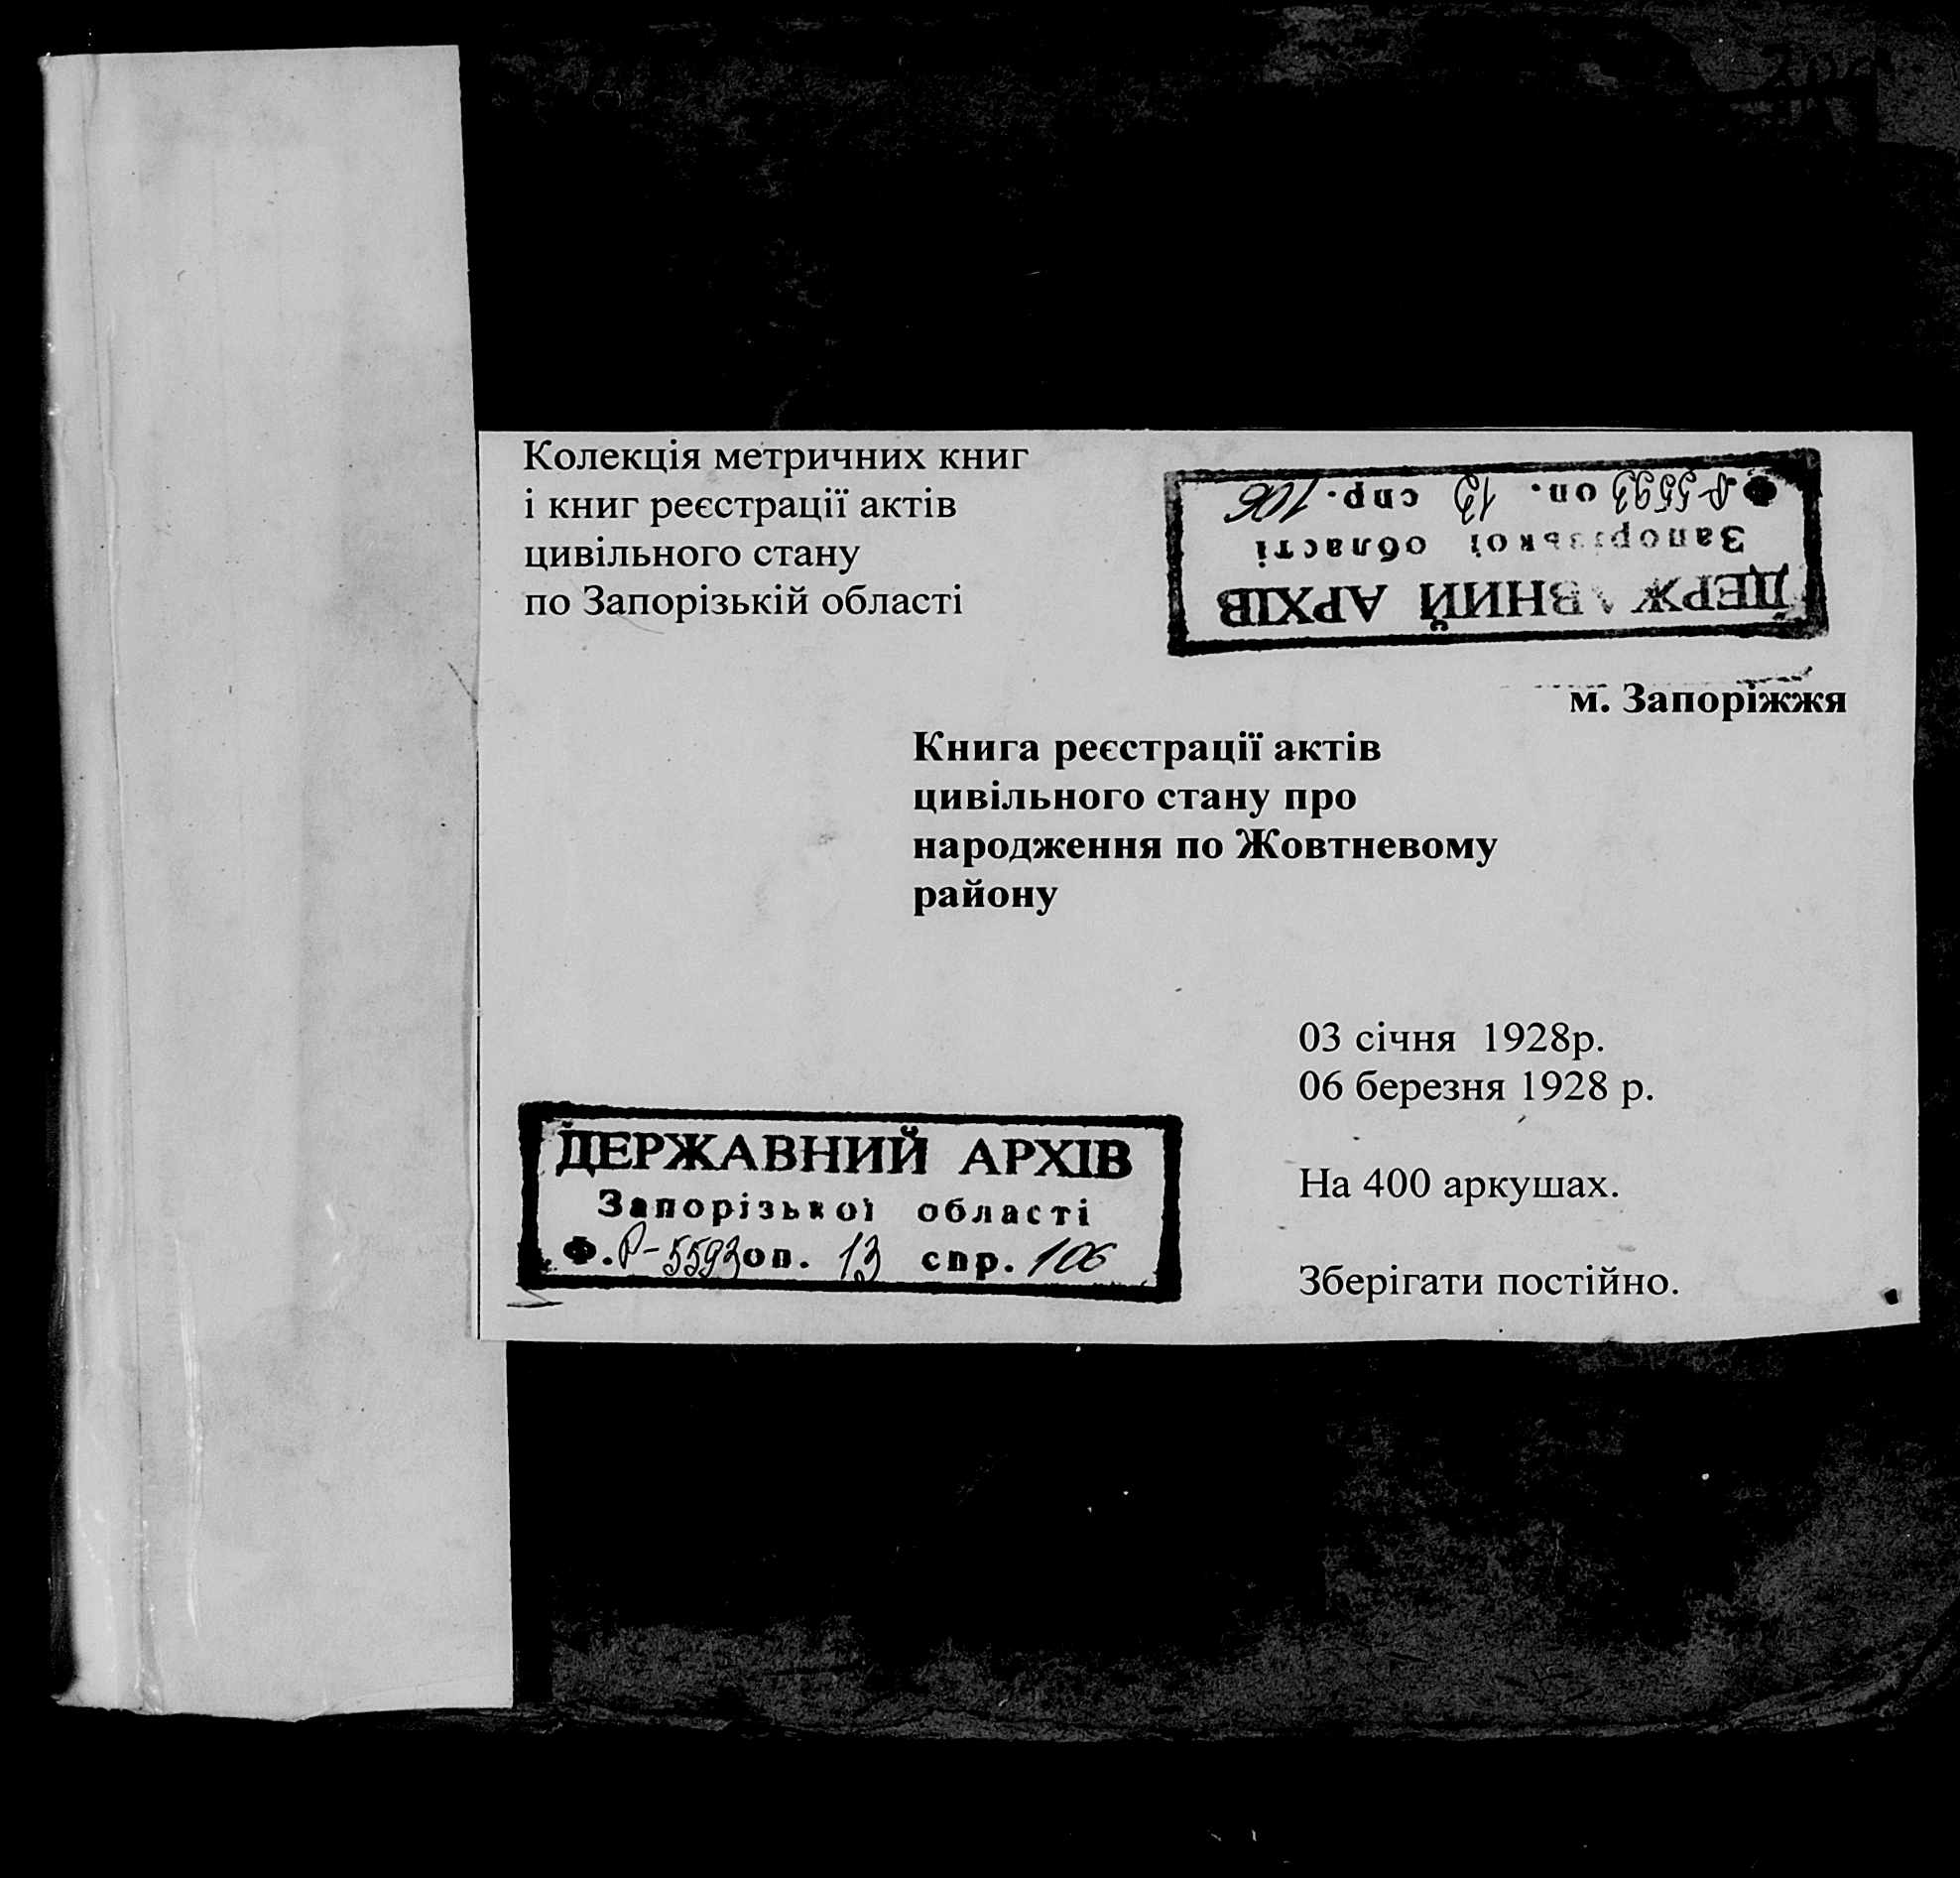 Колекція метричних книг
і книг реєстрації актів
цивільного стану
по Запорізькій області
ДЕРЖАВНИЙ АРХІВ
Запорізької області
Ф. Р-5593 оп. 13 спр. 106
м. Запоріжжя
Книга реєстрації актів
цивільного стану про
народження по Жовтневому
району
03 січня 1928р.
06 березня 1928 р.
На 400 аркушах.
Зберігати постійно.
ДЕРЖАВНИЙ АРХІВ
Запорізької області
Ф. Р-5593 оп. 13 спр. 106